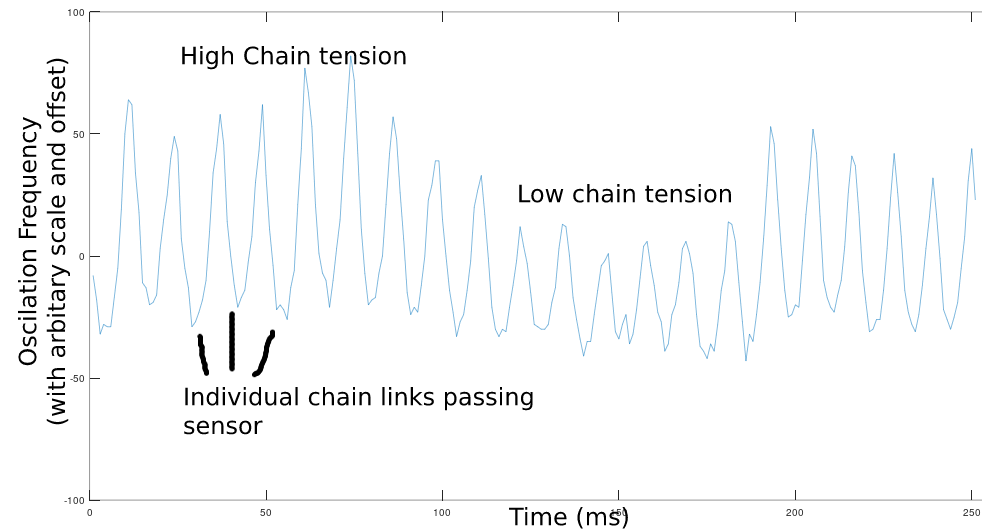 100
High Chain tension
50
Low chain tension
0
-50
Individual chain links passing
sensor
-100
0
50
100
150
200
250
Time (ms)
Oscilation Frequency
(with arbitary scale and offset)